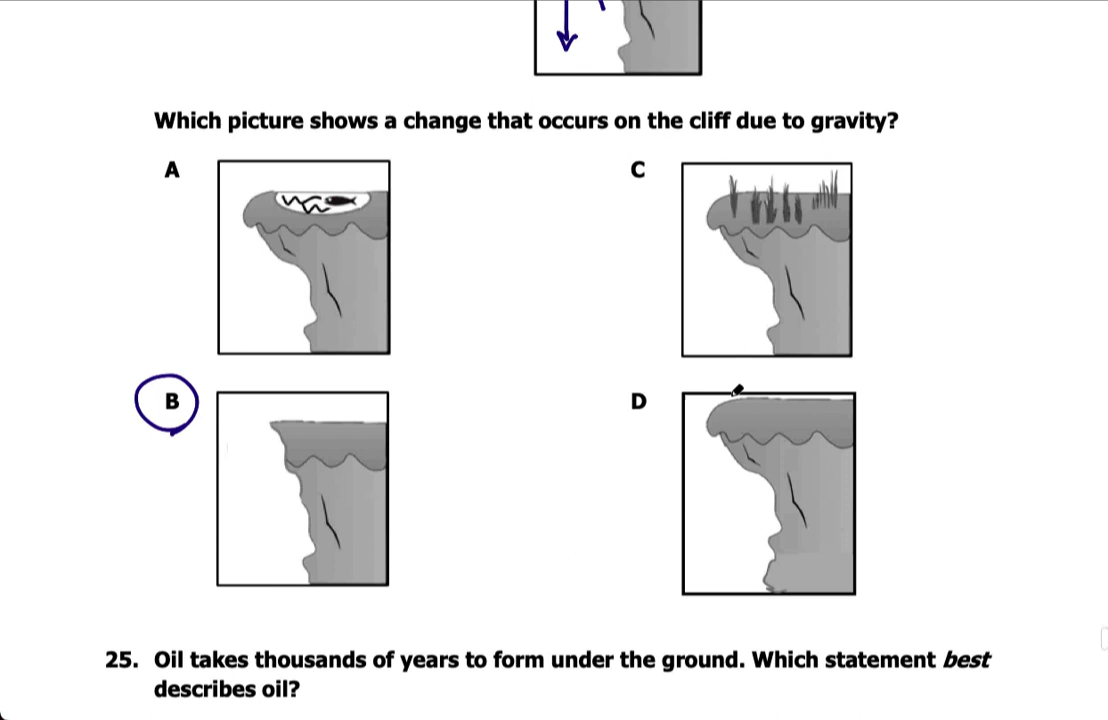 Which picture shows a change that occurs on the cliff due to gravity?
A
C
B
D
25. Oil takes thousands of years to form under the ground. Which statement best
describes oil?